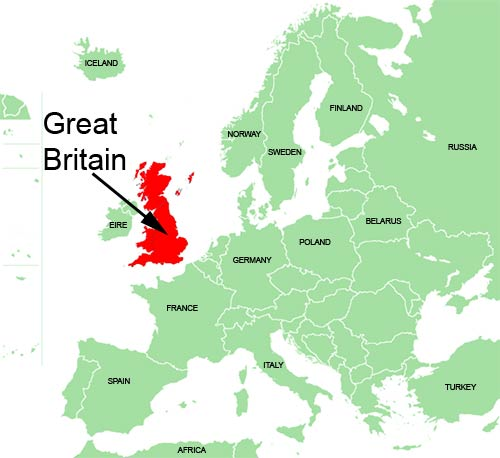 ICELAND
Great
Britain
FINLAND
NORWAY
SWEDEN
RUSSIA
EIRE
BELARUS
POLAND
GERMANY
FRANCE
ITALY
SPAIN
TURKEY
AFRICA